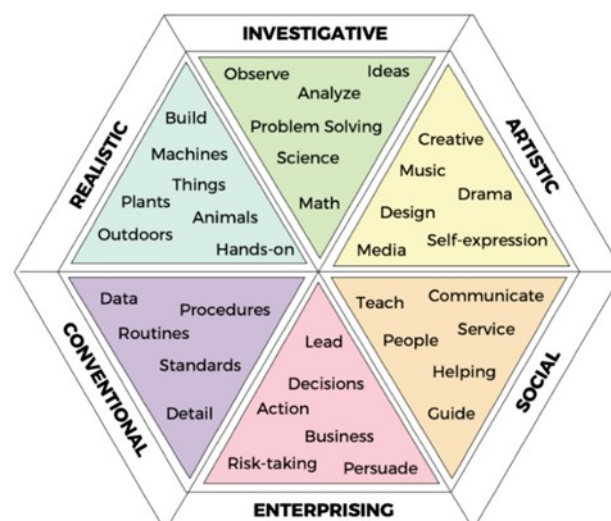 INVESTIGATIVE
Observe
Ideas
Analyze
Problem Solving
Science
Math
REALISTIC
Build
Machines
Things
Plants
Animals
Outdoors
Hands-on
ARTISTIC
Creative
Music
Drama
Design
Self-expression
Media
CONVENTIONAL
Data
Procedures
Routines
Standards
Detail
Lead
Decisions
Action
Business
Risk-taking
Persuade
ENTERPRISING
Teach
Communicate
People
Service
Helping
Guide
SOCIAL